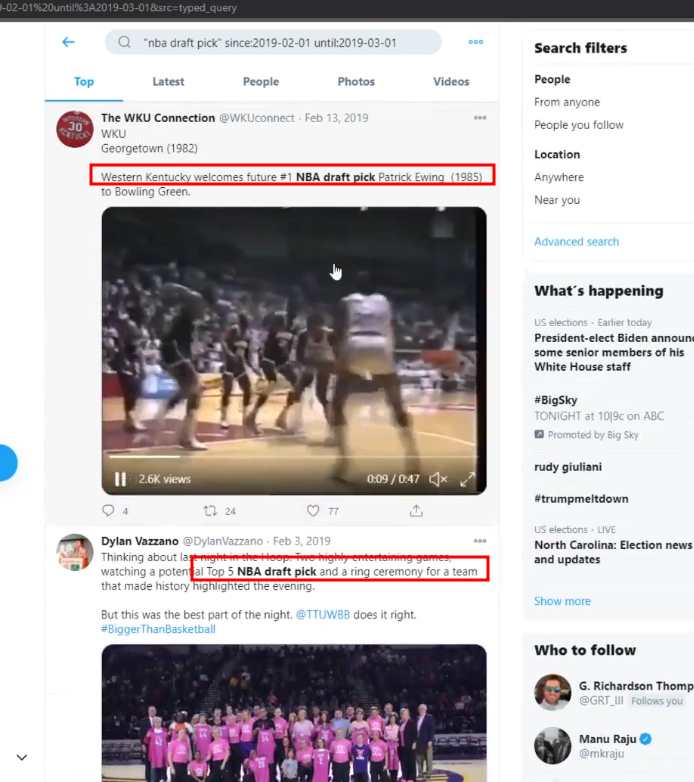 9-02-01%20until%3A2019-03-01&src=typed_query
"nba draft pick" since:2019-02-01 until:2019-03-01
Top Latest People Photos Videos
The WKU Connection @WKUconnect · Feb 13, 2019
WKU
Georgetown (1982)
Western Kentucky welcomes future #1 NBA draft pick Patrick Ewing (1985)
to Bowling Green.
2.6K views 0:09 / 0:47
4 24 77
Dylan Vazzano @DylanVazzano · Feb 3, 2019
Thinking about last night in the Hoop. Two highly entertaining games,
watching a potential Top 5 NBA draft pick and a ring ceremony for a team
that made history highlighted the evening.
But this was the best part of the night. @TTUWBB does it right.
#BiggerThanBasketball
Search filters
People
From anyone
People you follow
Location
Anywhere
Near you
Advanced search
What's happening
US elections · Earlier today
President-elect Biden announ
some senior members of his
White House staff
#BigSky
TONIGHT at 10|9c on ABC
Promoted by Big Sky
rudy giuliani
#trumpmeltdown
US elections · LIVE
North Carolina: Election news
and updates
Show more
Who to follow
G. Richardson Thomp
@GRT_III Follows you
Manu Raju
@mkraju